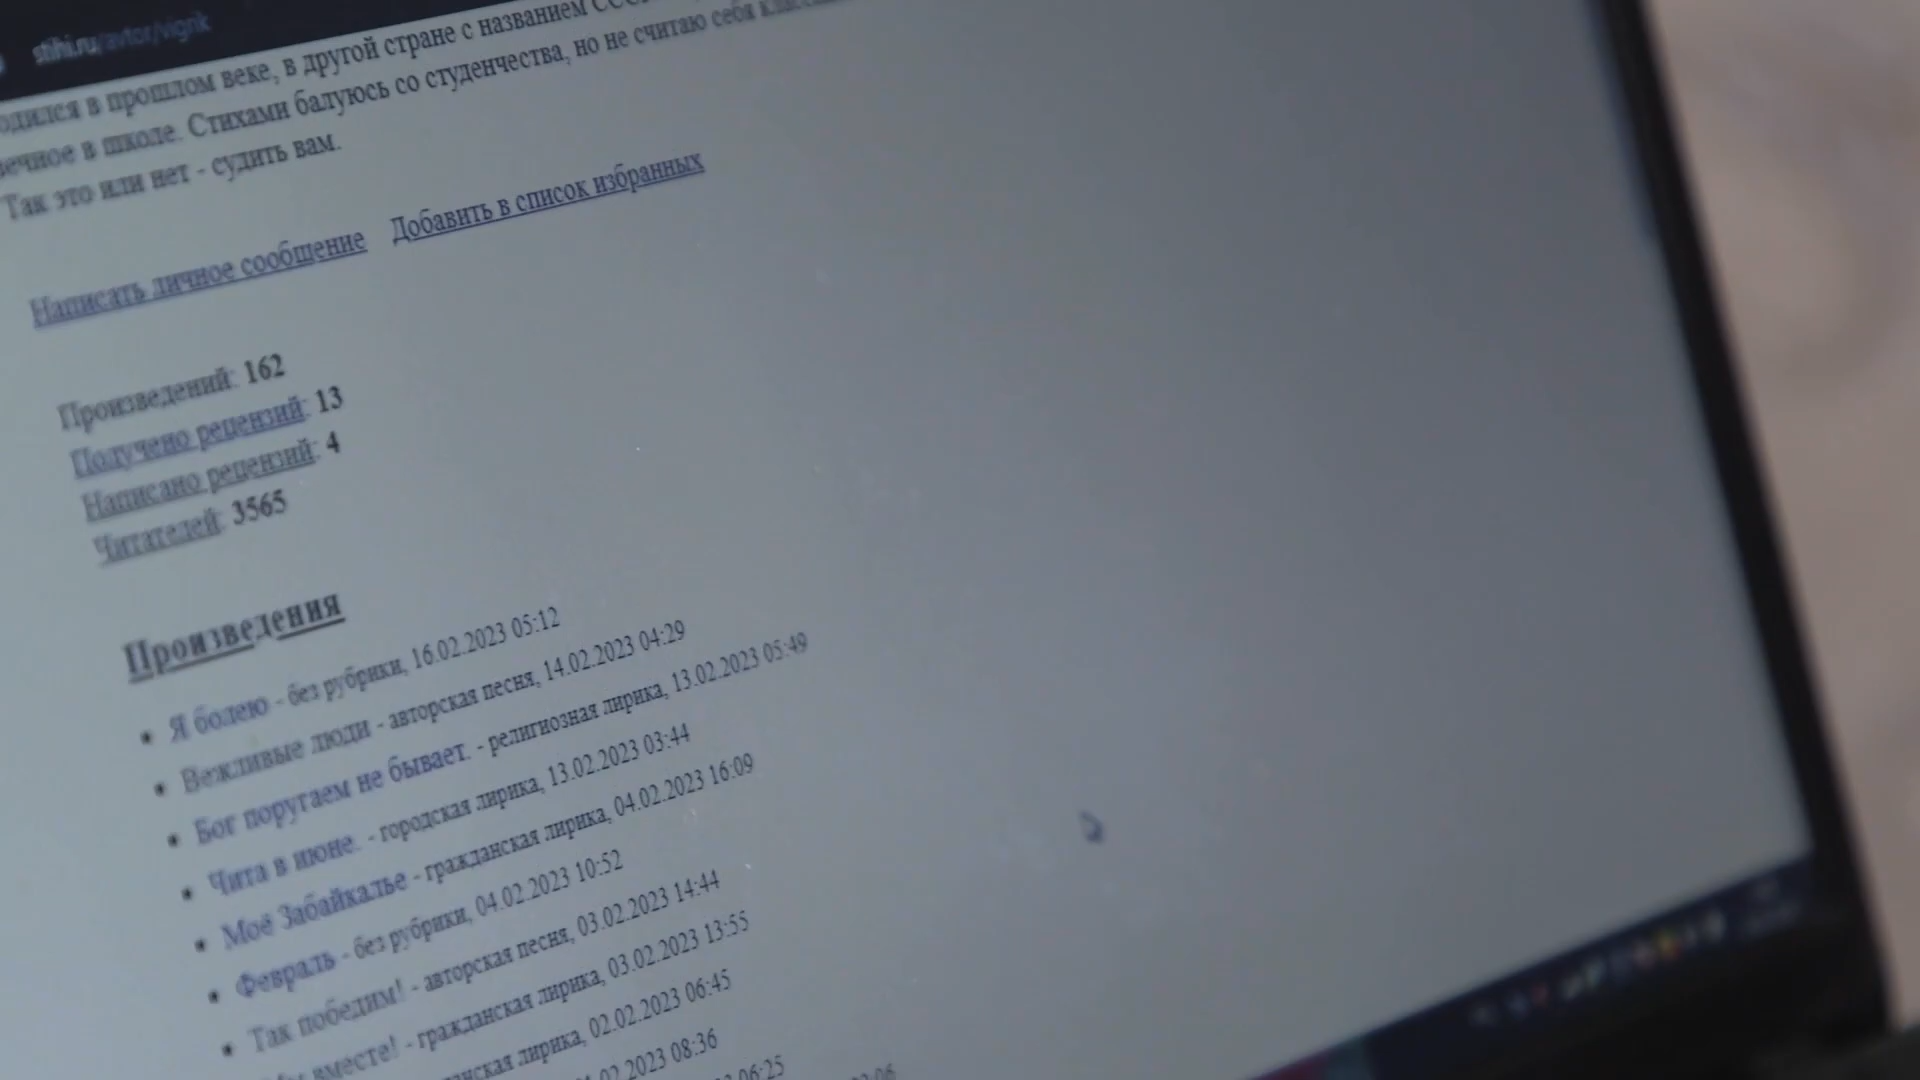 stihi.ru/avtor/vignk
одился в прошлом веке, в другой стране с названием СССР
вечное в школе. Стихами балуюсь со студенчества, но не считаю себя
Так это или нет - судить вам.
Написать личное сообщение Добавить в список избранных
Произведений: 162
Получено рецензий: 13
Написано рецензий: 4
Читателей: 3565
Произведения
Я болею - без рубрики, 16.02.2023 05:12
Вежливые люди - авторская песня, 14.02.2023 04:29
Бог поругаем не бывает. - религиозная лирика, 13.02.2023 05:49
Чита в июне. - городская лирика, 13.02.2023 03:44
Моё Забайкалье - гражданская лирика, 04.02.2023 16:09
Февраль - без рубрики, 04.02.2023 10:52
Так победим! - авторская песня, 03.02.2023 14:44
вместе! - гражданская лирика, 03.02.2023 13:55
лирика, 02.02.2023 06:45
02.2023 08:36
06:25